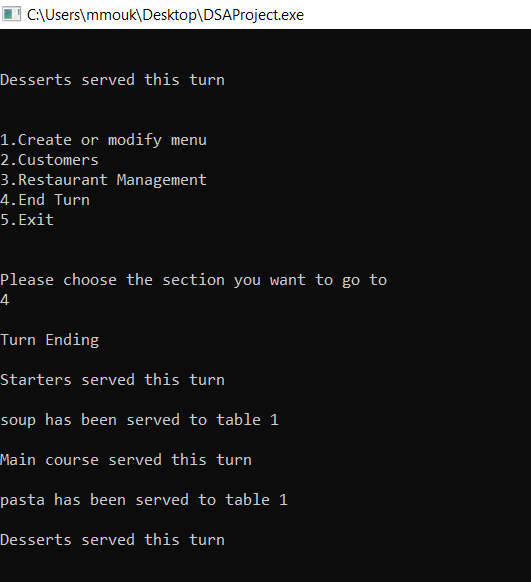 C:\Users\mmouk\Desktop\DSAProject.exe
Desserts served this turn
1.Create or modify menu
2.Customers
3.Restaurant Management
4.End Turn
5.Exit
Please choose the section you want to go to
4
Turn Ending
Starters served this turn
soup has been served to table 1
Main course served this turn
pasta has been served to table 1
Desserts served this turn